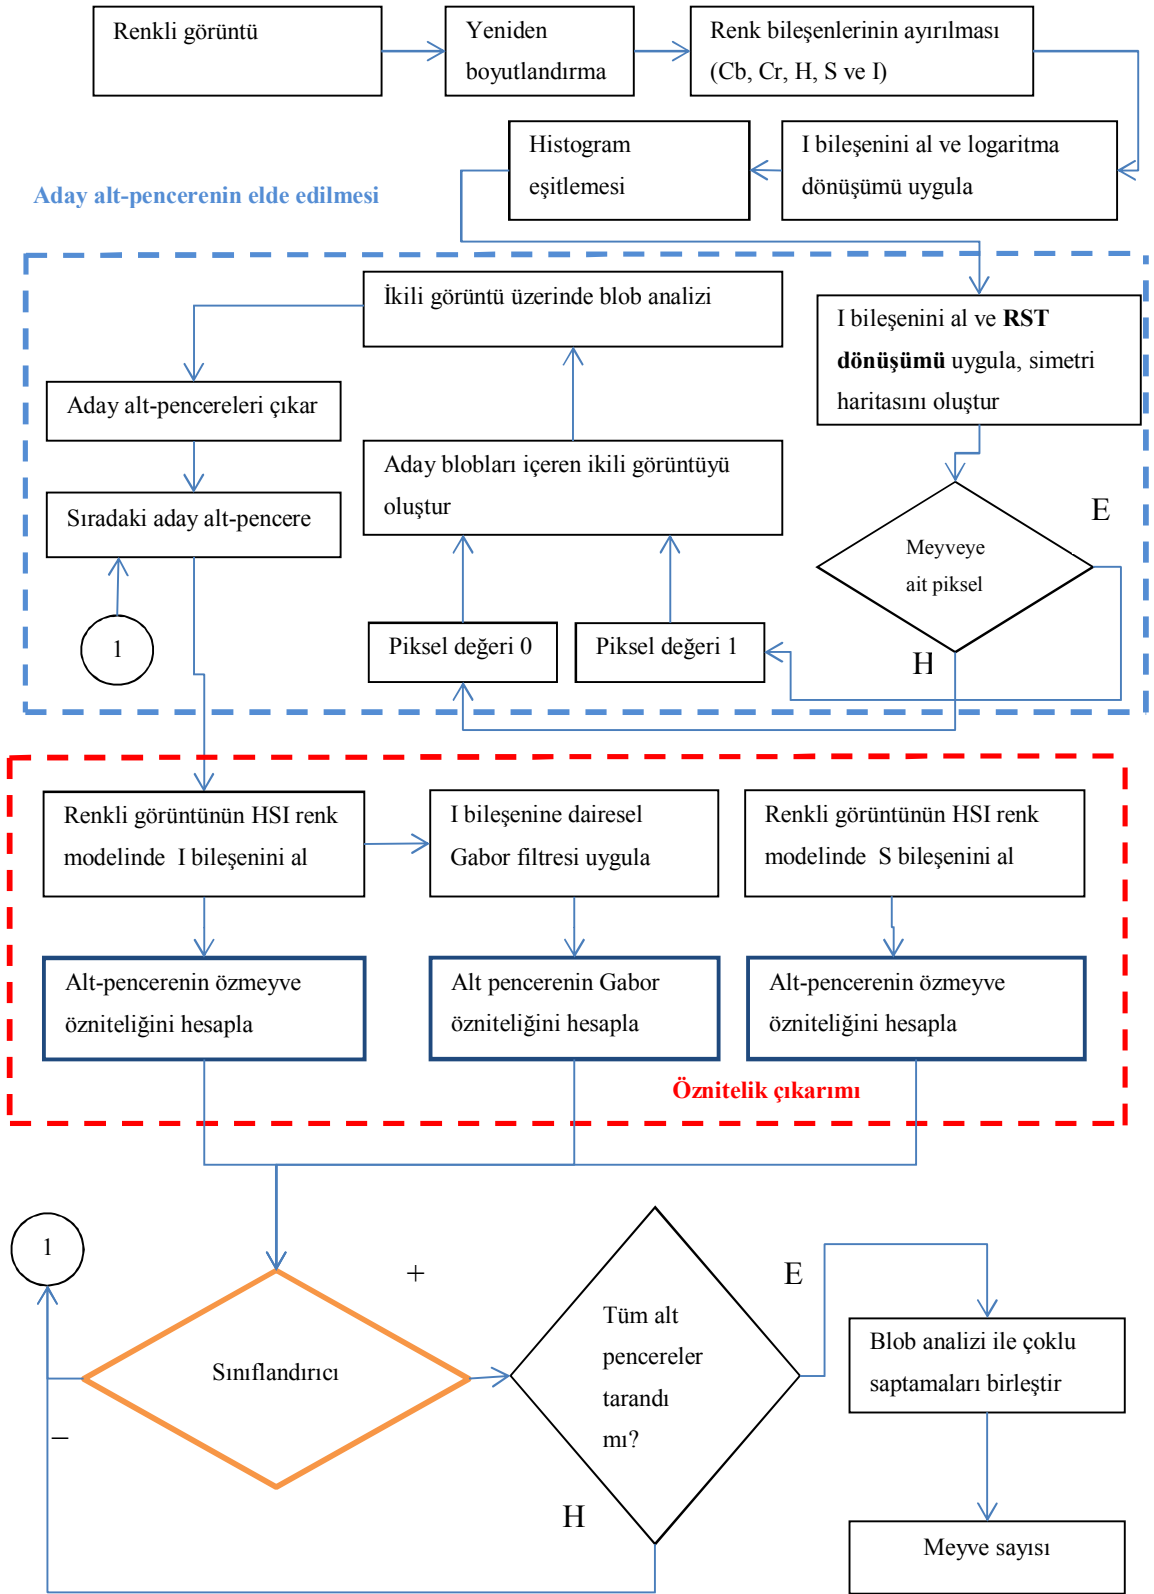 Renkli görüntü
Yeniden
boyutlandırma
Renk bileşenlerinin ayırılması
(Cb, Cr, H, S ve I)
I bileşenini al ve logaritma
dönüşümü uygula
Histogram
eşitlemesi
Aday alt-pencerenin elde edilmesi
I bileşenini al ve RST
dönüşümü uygula, simetri
haritasını oluştur
Meyveye
ait piksel
E
H
Piksel değeri 1
Piksel değeri 0
Aday blobları içeren ikili görüntüyü
oluştur
İkili görüntü üzerinde blob analizi
Aday alt-pencereleri çıkar
Sıradaki aday alt-pencere
1
Renkli görüntünün HSI renk
modelinde I bileşenini al
I bileşenine dairesel
Gabor filtresi uygula
Renkli görüntünün HSI renk
modelinde S bileşenini al
Alt-pencerenin özmeyve
özniteliğini hesapla
Alt pencerenin Gabor
özniteliğini hesapla
Alt-pencerenin özmeyve
özniteliğini hesapla
Öznitelik çıkarımı
1
Sınıflandırıcı
+
–
Tüm alt
pencereler
tarandı
mı?
E
H
Blob analizi ile çoklu
saptamaları birleştir
Meyve sayısı